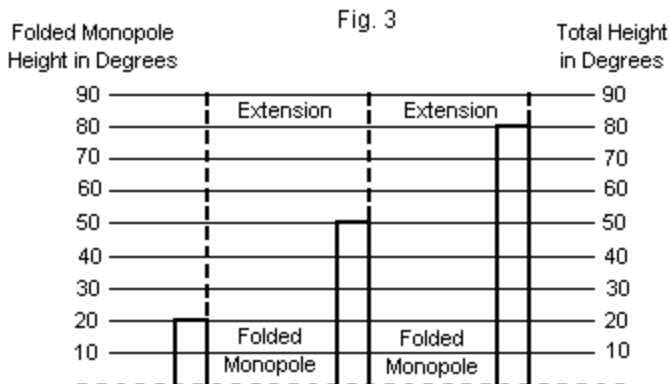 Fig. 3
Folded Monopole
Height in Degrees
Total Height
in Degrees
90 90
Extension Extension
80 80
70 70
60 60
50 50
40 40
30 30
20 20
Folded Folded
10 10
Monopole Monopole